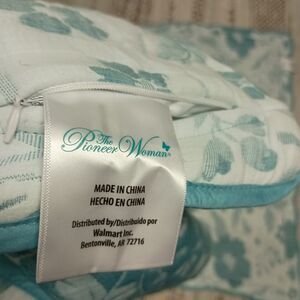 The
Pioneer Woman
MADE IN CHINA
HECHO EN CHINA
Distributed by/Distribuido por
Walmart Inc.
Bentonville, AR 72716